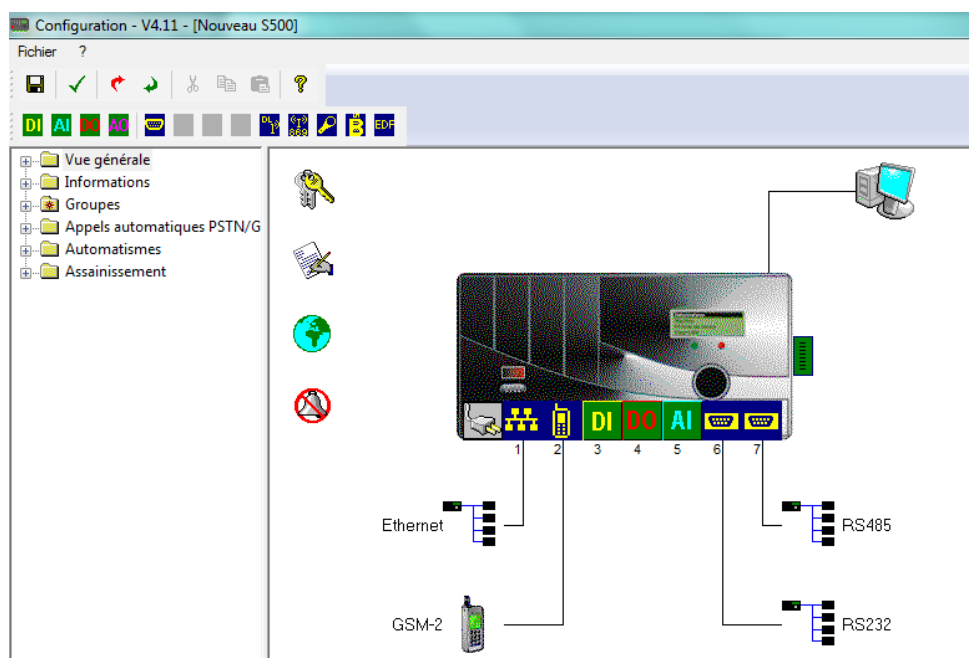 Configuration - V4.11 - [Nouveau S500]
Fichier ?
DI AI DO AO EDF
Vue générale
Informations
Groupes
Appels automatiques PSTN/G
Automatismes
Assainissement
DI DO AI
1 2 3 4 5 6 7
Ethernet
RS485
GSM-2
RS232